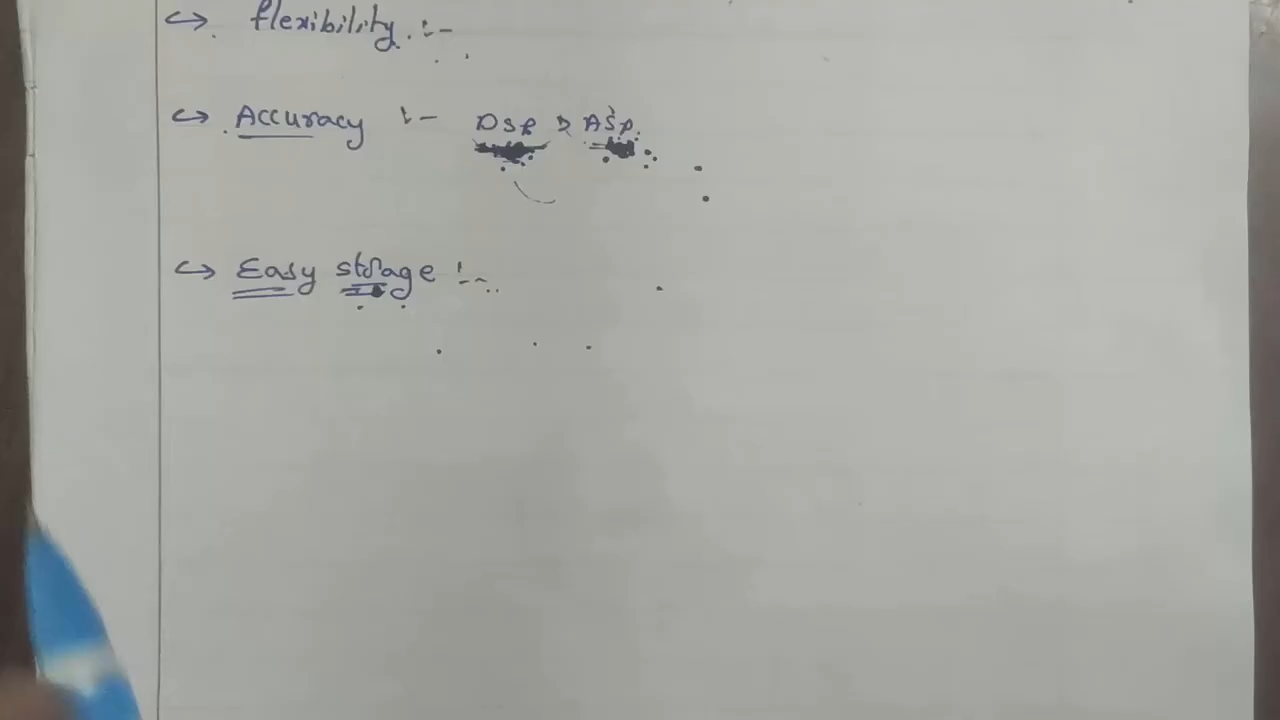 ↪ flexibility :-
↪ Accuracy :- DSP > ASP.
↪ Easy storage :-